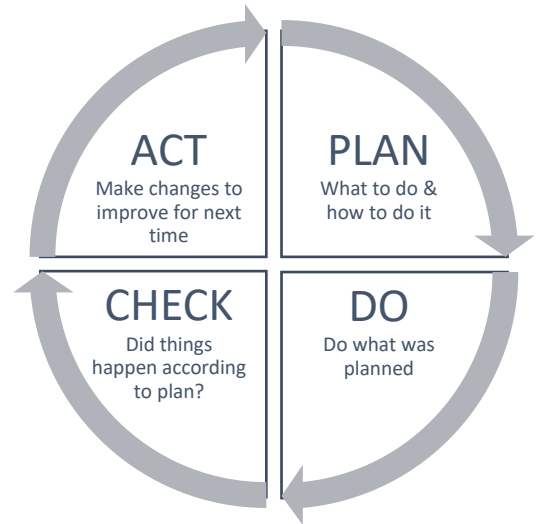 ACT
Make changes to
improve for next
time
PLAN
What to do &
how to do it
CHECK
Did things
happen according
to plan?
DO
Do what was
planned